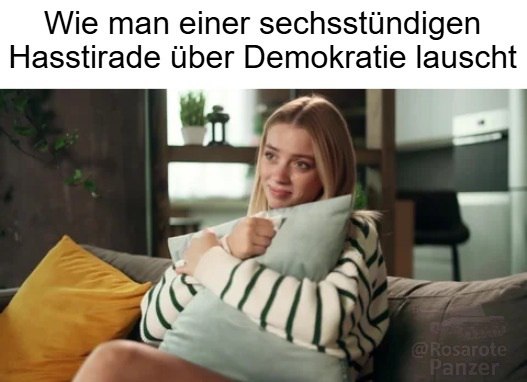 Wie man einer sechsstündigen
Hasstirade über Demokratie lauscht
@Rosarote
Panzer